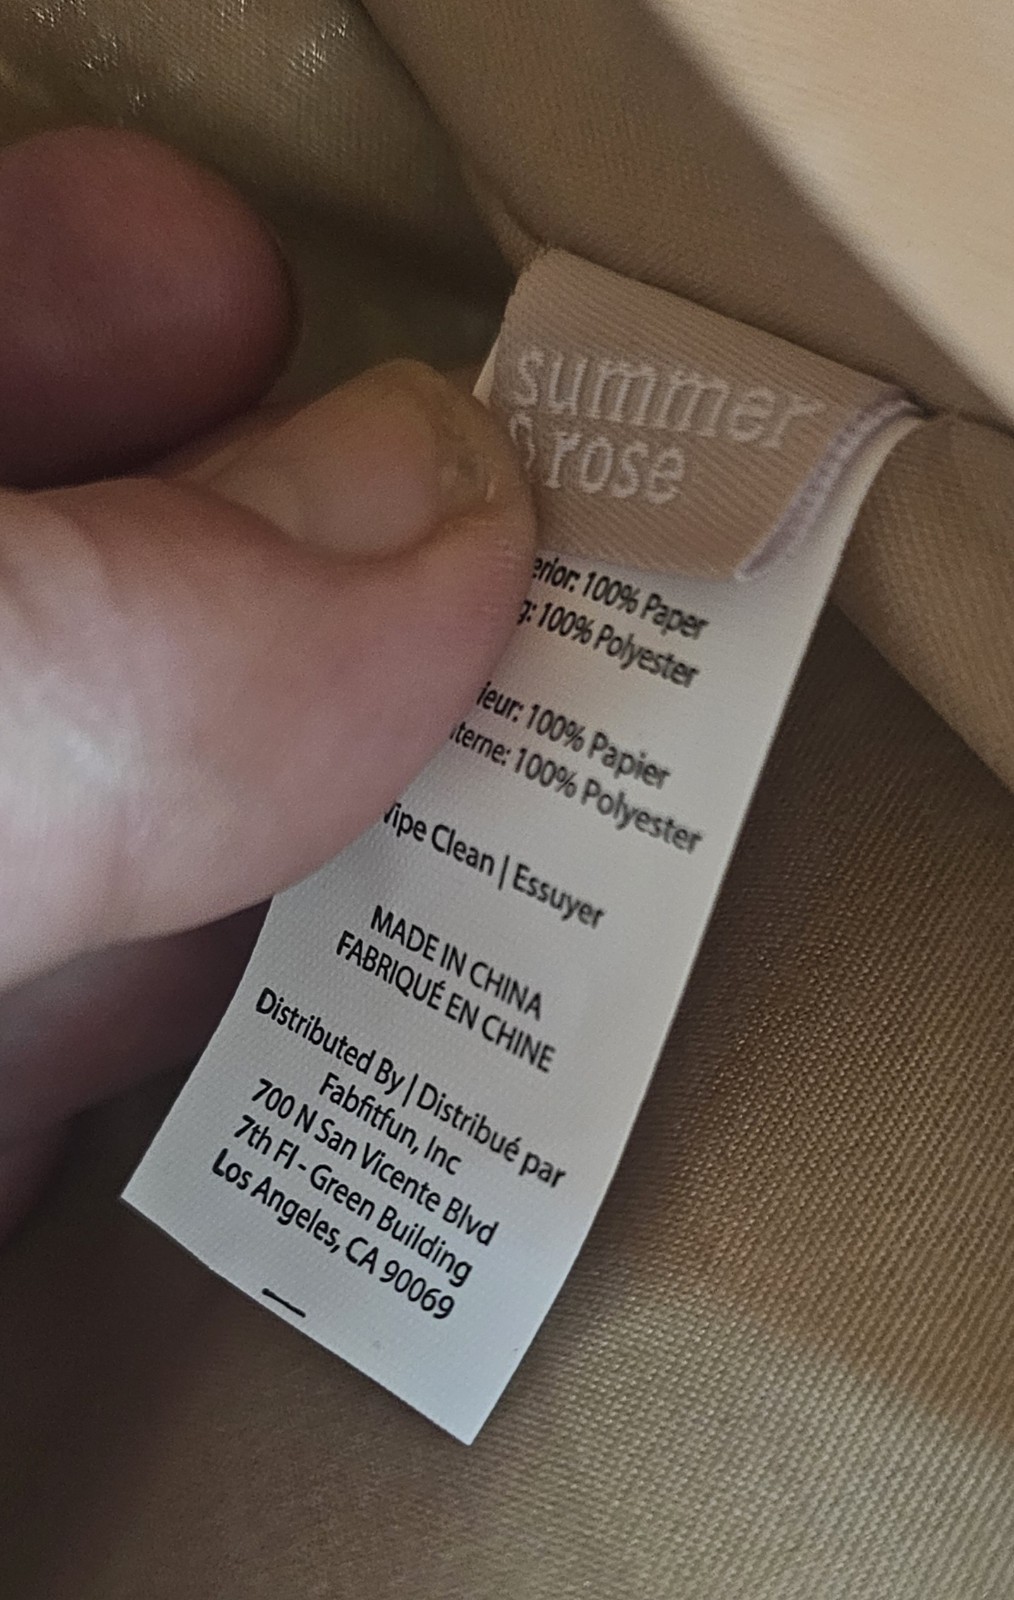 summer
& rose
erior: 100% Paper
g: 100% Polyester
ieur: 100% Papier
terne: 100% Polyester
Wipe Clean | Essuyer
MADE IN CHINA
FABRIQUÉ EN CHINE
Distributed By | Distribué par
Fabfitfun, Inc
700 N San Vicente Blvd
7th Fl - Green Building
Los Angeles, CA 90069